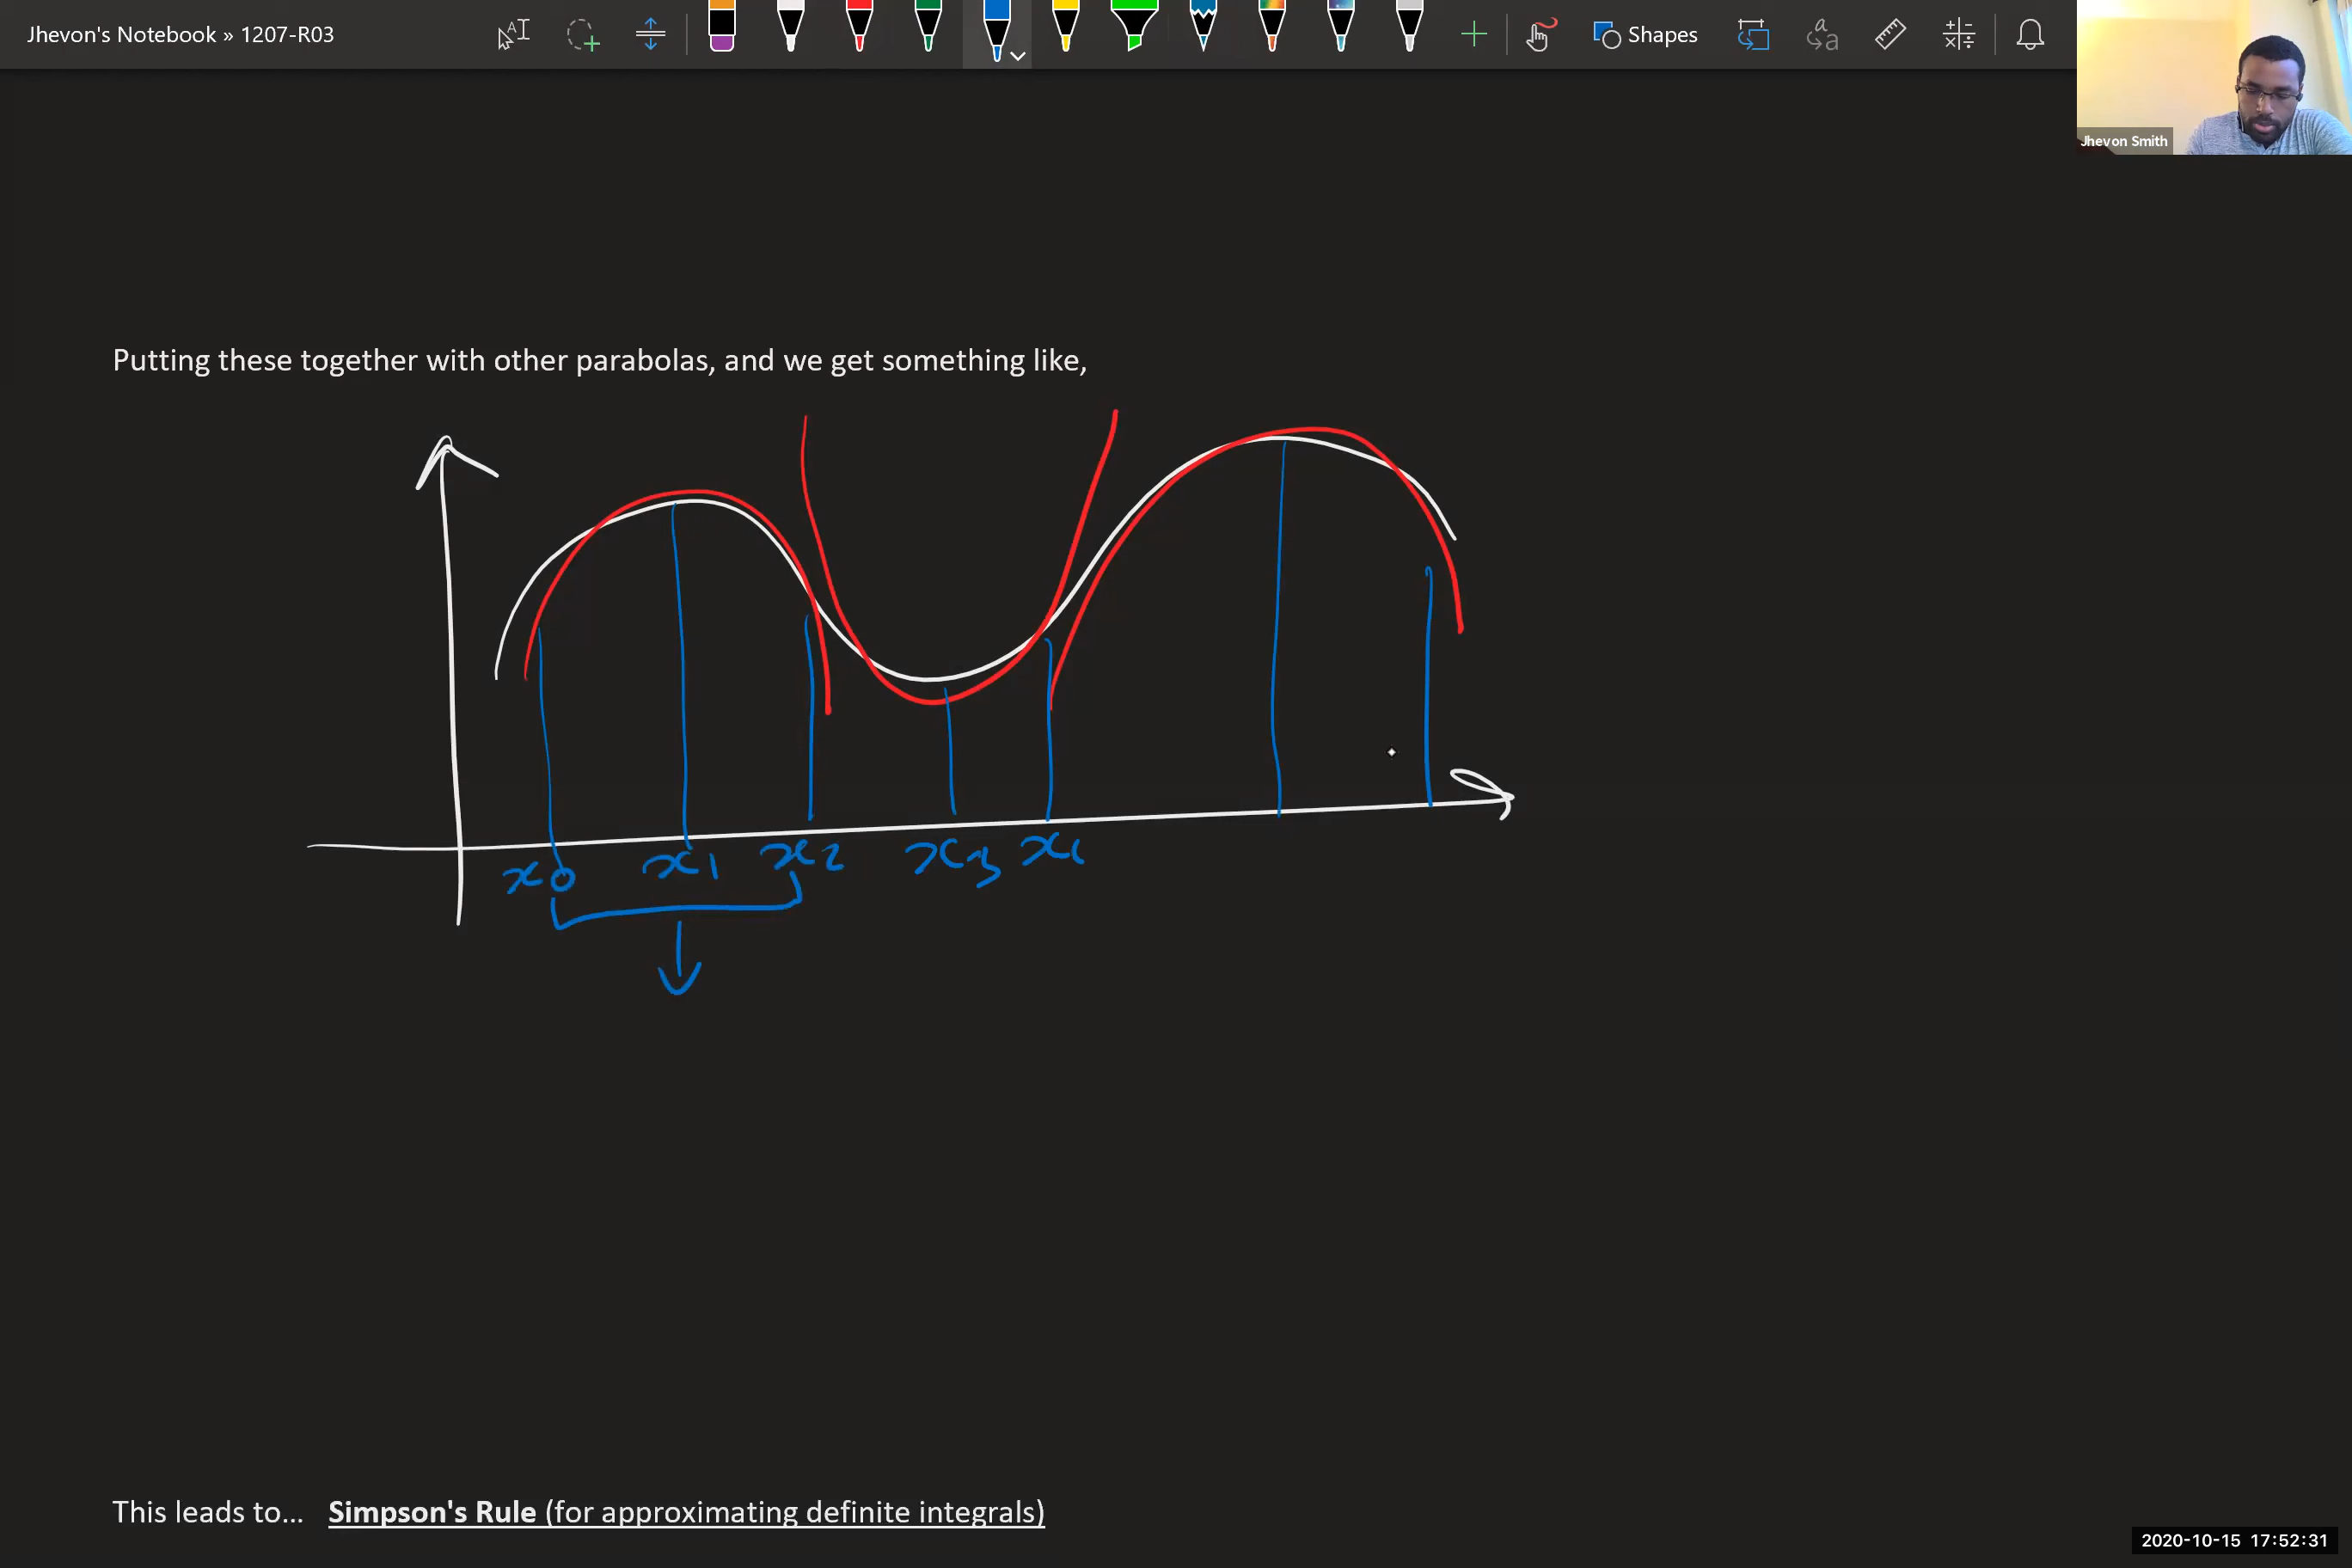 Jhevon's Notebook » 1207-R03
Shapes
Jhevon Smith
Putting these together with other parabolas, and we get something like,
x0 x1 x2 x3
This leads to... Simpson's Rule (for approximating definite integrals)
2020-10-15 17:52:31